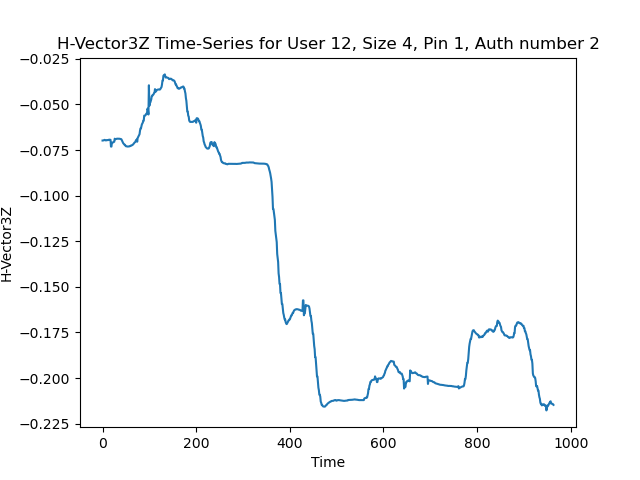 H-Vector3Z Time-Series for User 12, Size 4, Pin 1, Auth number 2
−0.025
−0.050
−0.075
−0.100
−0.125
−0.150
−0.175
−0.200
−0.225
H-Vector3Z
0 200 400 600 800 1000
Time